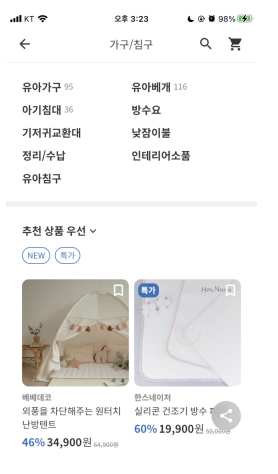 KT 오후 3:23 98%
가구/침구
유아가구 95 유아베개 116
아기침대 36 방수요
기저귀교환대 낮잠이불
정리/수납 인테리어소품
유아침구
추천 상품 우선
NEW 특가
특가
베베데코 한스네이처
외풍을 차단해주는 원터치 실리콘 건조기 방수
난방텐트
46% 34,900원 64,900원 60% 19,900원 50,000원